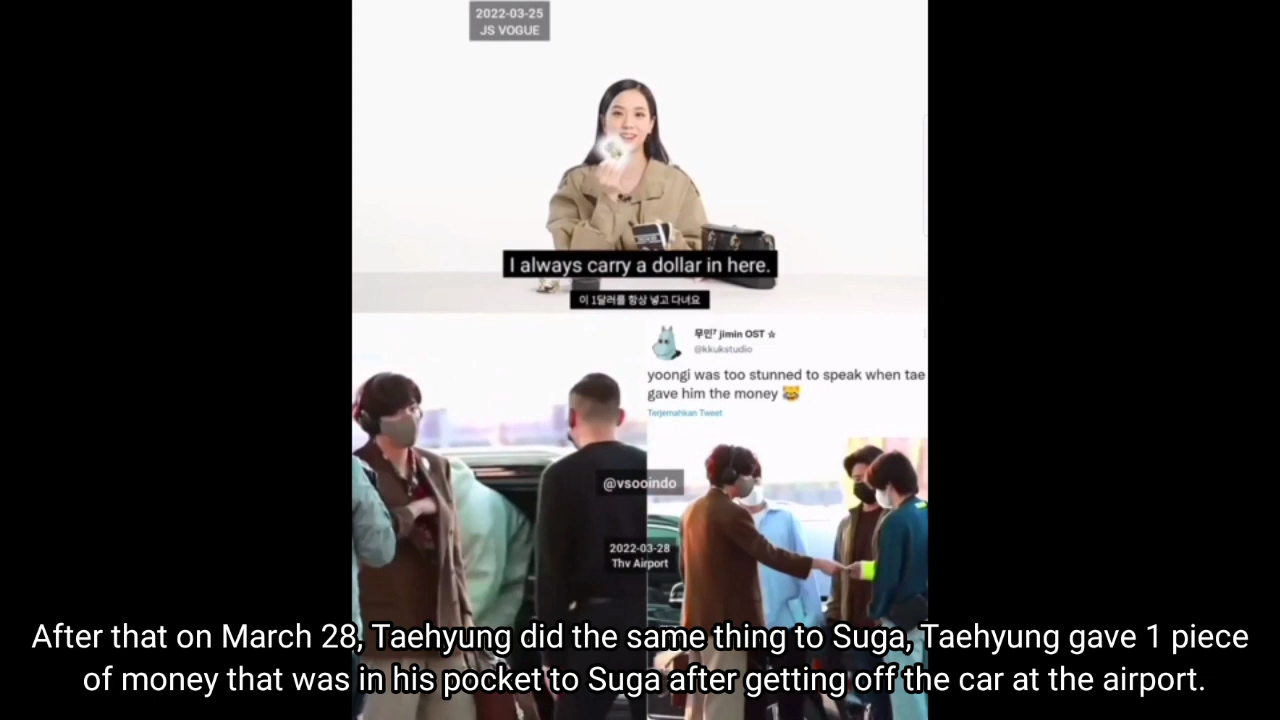 2022-03-25
JS VOGUE
I always carry a dollar in here.
이 1달러를 항상 넣고 다녀요
무민⁷ jimin OST ☆
@kkukstudio
yoongi was too stunned to speak when tae
gave him the money 😹
Terjemahkan Tweet
@vsooindo
2022-03-28
Thv Airport
After that on March 28, Taehyung did the same thing to Suga, Taehyung gave 1 piece
of money that was in his pocket to Suga after getting off the car at the airport.